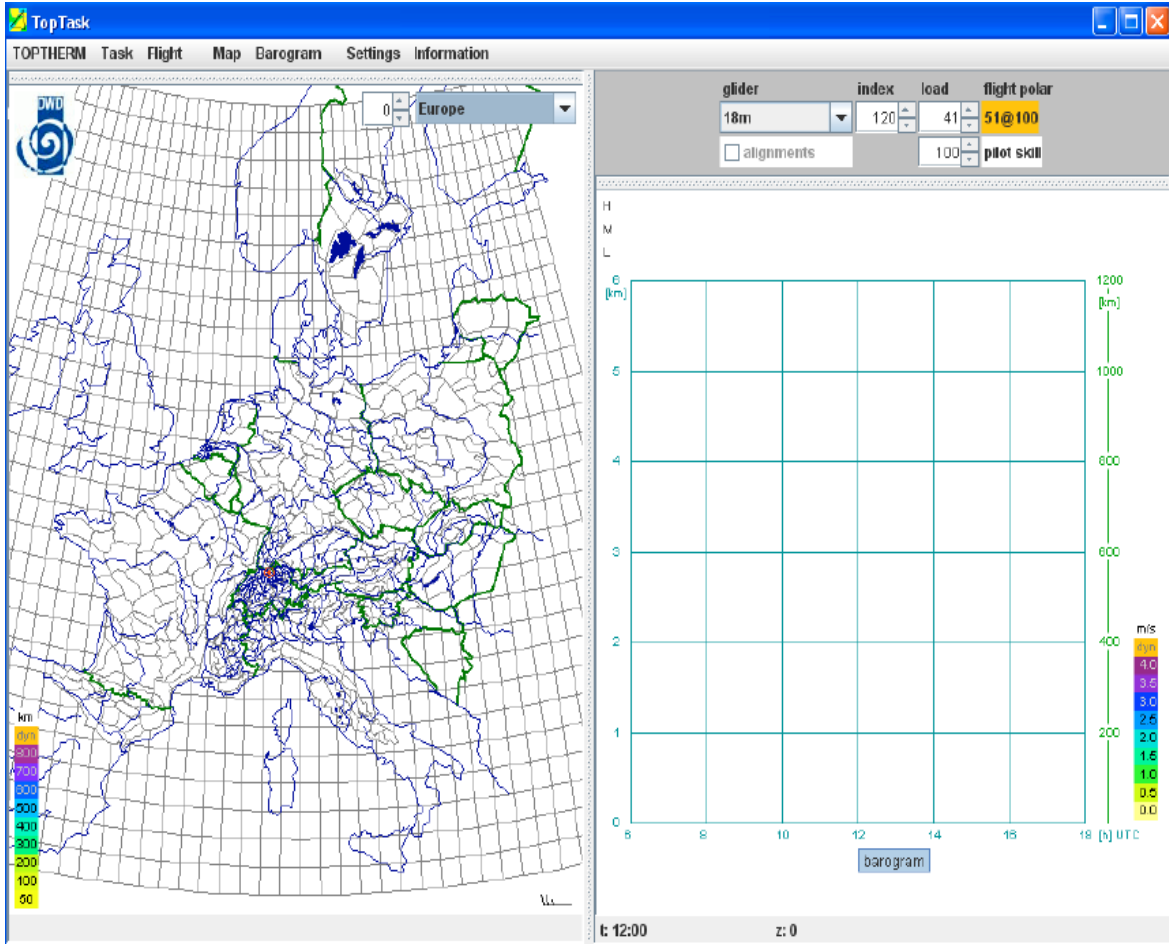 TopTask
TOPTHERM Task Flight Map Barogram Settings Information
DWD
0 Europe
glider index load flight polar
18m 120 41 51@100
alignments 100 pilot skill
H
M
L
6 1200
[km] [km]
5 1000
4 800
3 600
2 400
1 200
0
6 8 10 12 14 16 18 [h] UTC
barogram
km
dyn
800
700
600
500
400
300
200
100
50
m/s
dyn
4.0
3.5
3.0
2.5
2.0
1.5
1.0
0.5
0.0
t: 12:00 z: 0